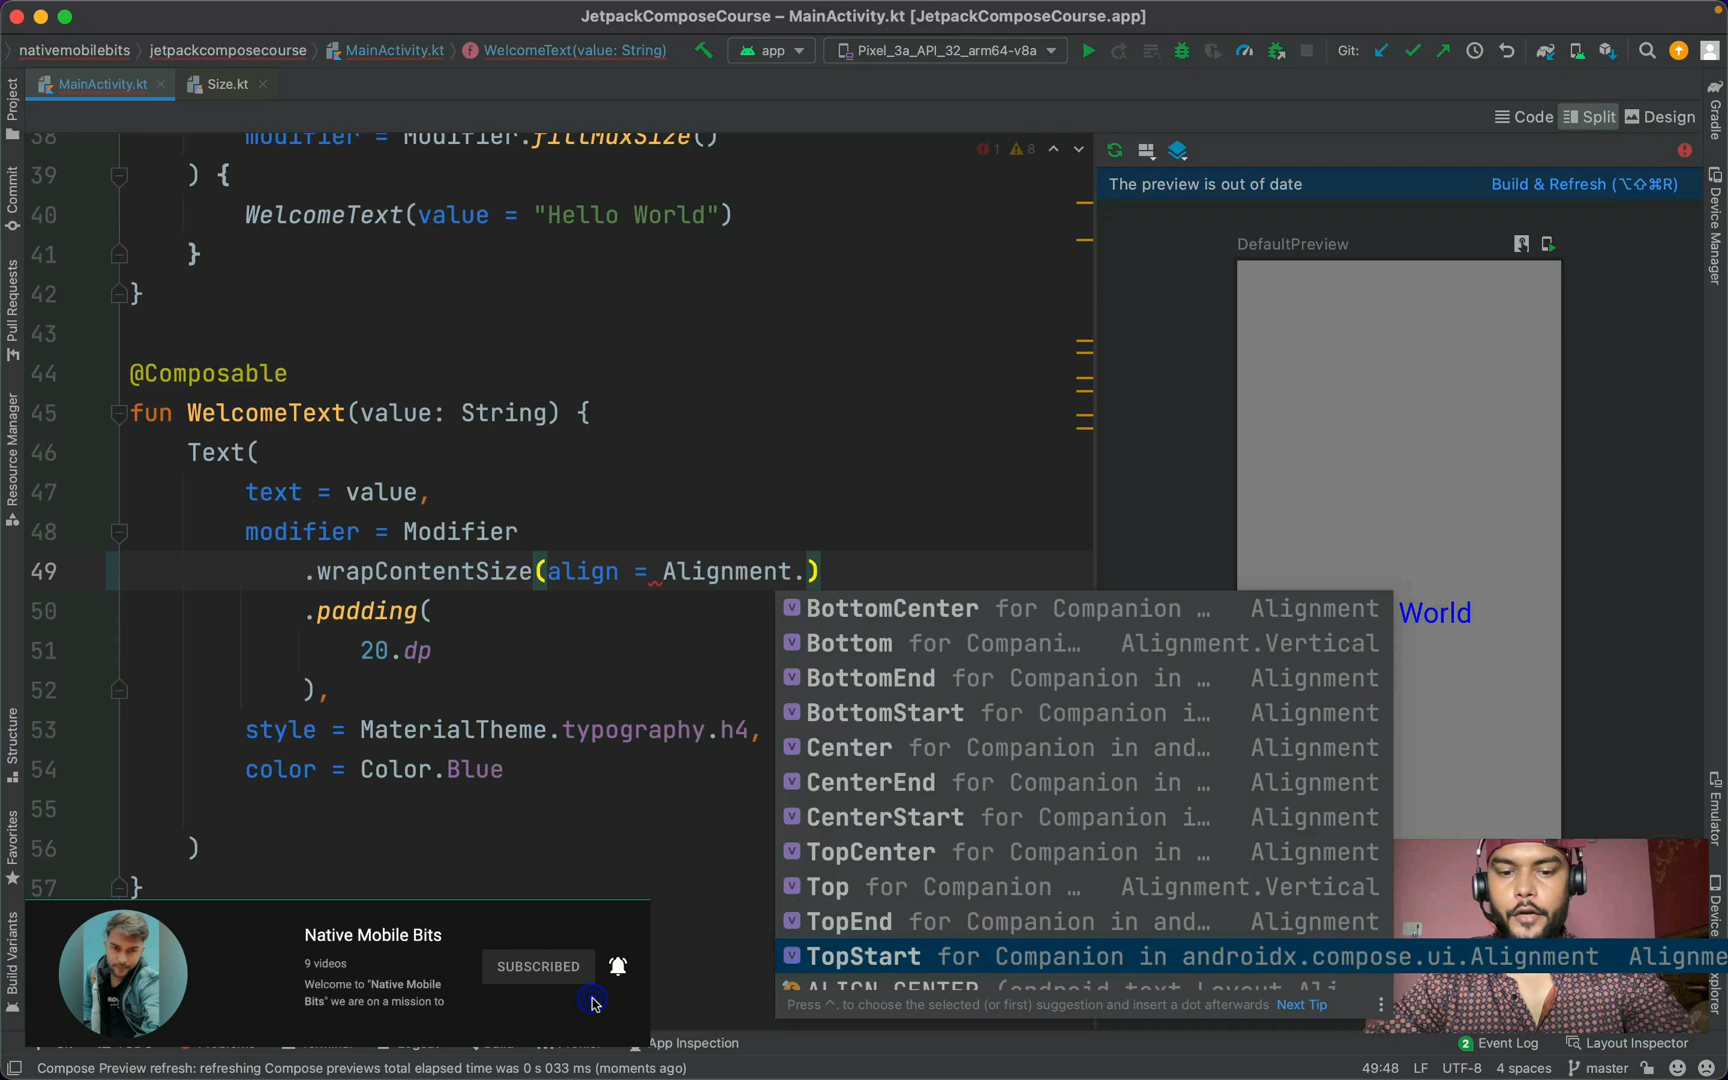 JetpackComposeCourse – MainActivity.kt [JetpackComposeCourse.app]
nativemobilebits jetpackcomposecourse MainActivity.kt WelcomeText(value: String) app Pixel_3a_API_32_arm64-v8a Git:
MainActivity.kt Size.kt
Code Split Design
38 modifier = Modifier.fillMaxSize()
1 8
39 ) {
The preview is out of date Build & Refresh (⌥⇧⌘R)
40 WelcomeText(value = "Hello World")
DefaultPreview
41 }
42 }
43
44 @Composable
45 fun WelcomeText(value: String) {
46 Text(
47 text = value,
48 modifier = Modifier
49 .wrapContentSize(align = Alignment.)
50 .padding(
51 20.dp
52 ),
53 style = MaterialTheme.typography.h4,
54 color = Color.Blue
55
56 )
57 }
World
BottomCenter for Companion … Alignment
Bottom for Compani… Alignment.Vertical
BottomEnd for Companion in … Alignment
BottomStart for Companion i… Alignment
Center for Companion in and… Alignment
CenterEnd for Companion in … Alignment
CenterStart for Companion i… Alignment
TopCenter for Companion in … Alignment
Top for Companion … Alignment.Vertical
TopEnd for Companion in and… Alignment
TopStart for Companion in androidx.compose.ui.Alignment Alignme
ALIGN_CENTER (android.text.Layout.Ali
Press ^. to choose the selected (or first) suggestion and insert a dot afterwards Next Tip
Native Mobile Bits
9 videos
Welcome to "Native Mobile
Bits" we are on a mission to
SUBSCRIBED
Project
Commit
Pull Requests
Resource Manager
Structure
Favorites
Build Variants
Gradle
Device Manager
Emulator
App Inspection
Event Log
2
Layout Inspector
Compose Preview refresh: refreshing Compose previews total elapsed time was 0 s 033 ms (moments ago)
49:48 LF UTF-8 4 spaces master